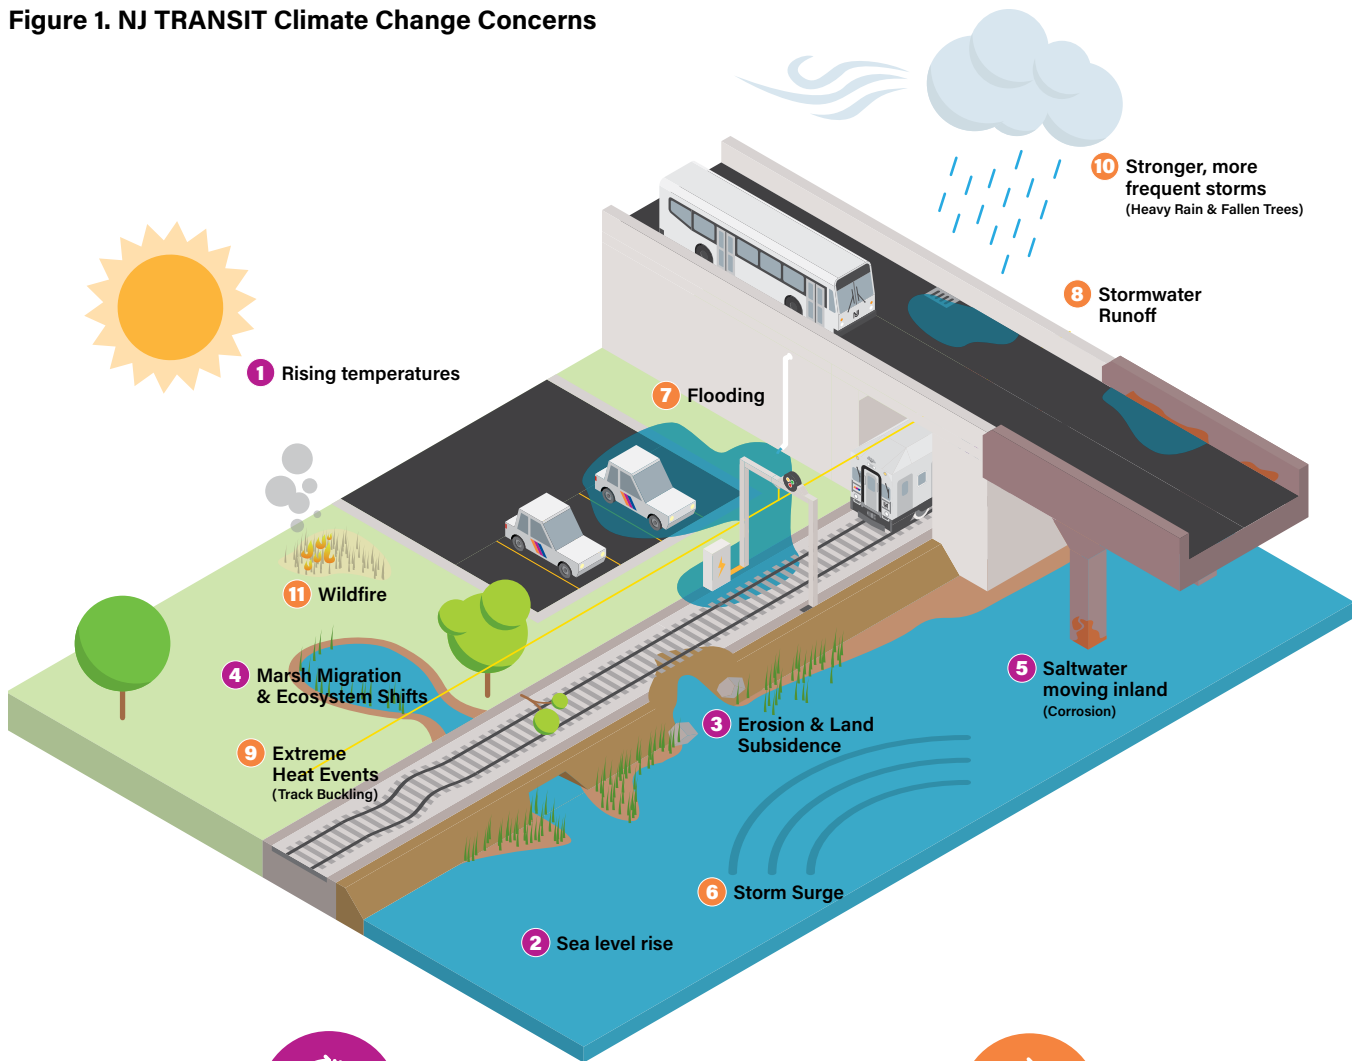 Figure 1. NJ TRANSIT Climate Change Concerns
10 Stronger, more
frequent storms
(Heavy Rain & Fallen Trees)
8 Stormwater
Runoff
1 Rising temperatures
7 Flooding
11 Wildfire
4 Marsh Migration
& Ecosystem Shifts
5 Saltwater
moving inland
(Corrosion)
3 Erosion & Land
Subsidence
9 Extreme
Heat Events
(Track Buckling)
6 Storm Surge
2 Sea level rise